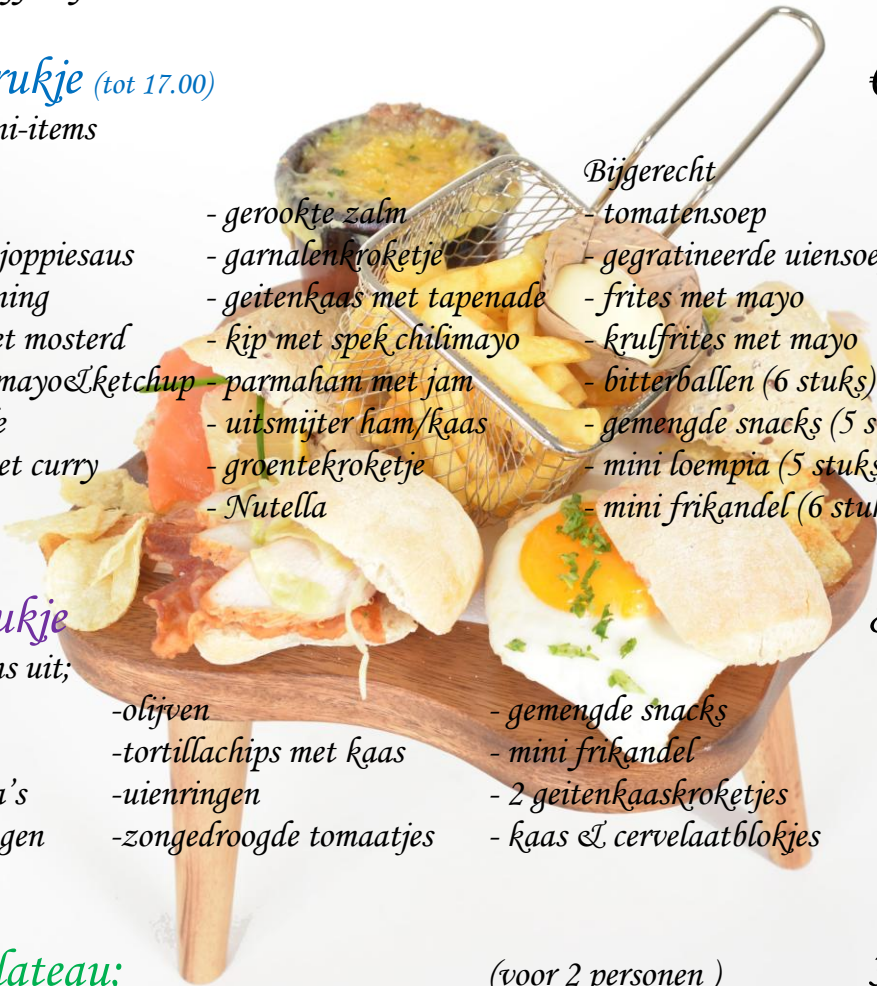 rukje (tot 17.00) €
ni-items
Bijgerecht
- gerookte zalm - tomatensoep
joppiesaus - garnalenkroketje - gegratineerde uiensoe
ning - geitenkaas met tapenade - frites met mayo
et mosterd - kip met spek chilimayo - krulfrites met mayo
mayo&ketchup - parmaham met jam - bitterballen (6 stuks)
e - uitsmijter ham/kaas - gemengde snacks (5 s
et curry - groentekroketje - mini loempia (5 stuks
- Nutella - mini frikandel (6 stuk
ukje
ns uit;
-olijven - gemengde snacks
-tortillachips met kaas - mini frikandel
a's -uienringen - 2 geitenkaaskroketjes
gen -zongedroogde tomaatjes - kaas & cervelaatblokjes
lateau; (voor 2 personen )